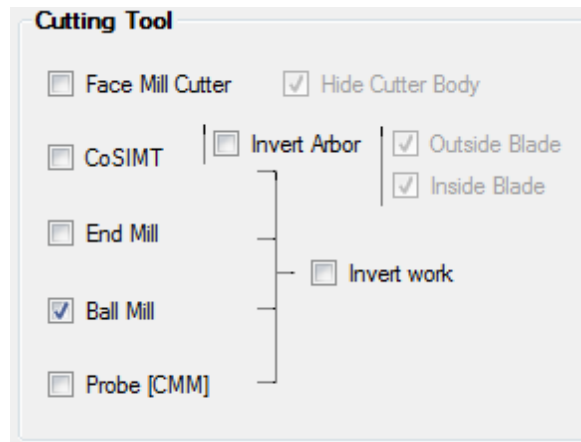 Cutting Tool
Face Mill Cutter Hide Cutter Body
CoSIMT Invert Arbor Outside Blade
Inside Blade
End Mill
Invert work
Ball Mill
Probe [CMM]